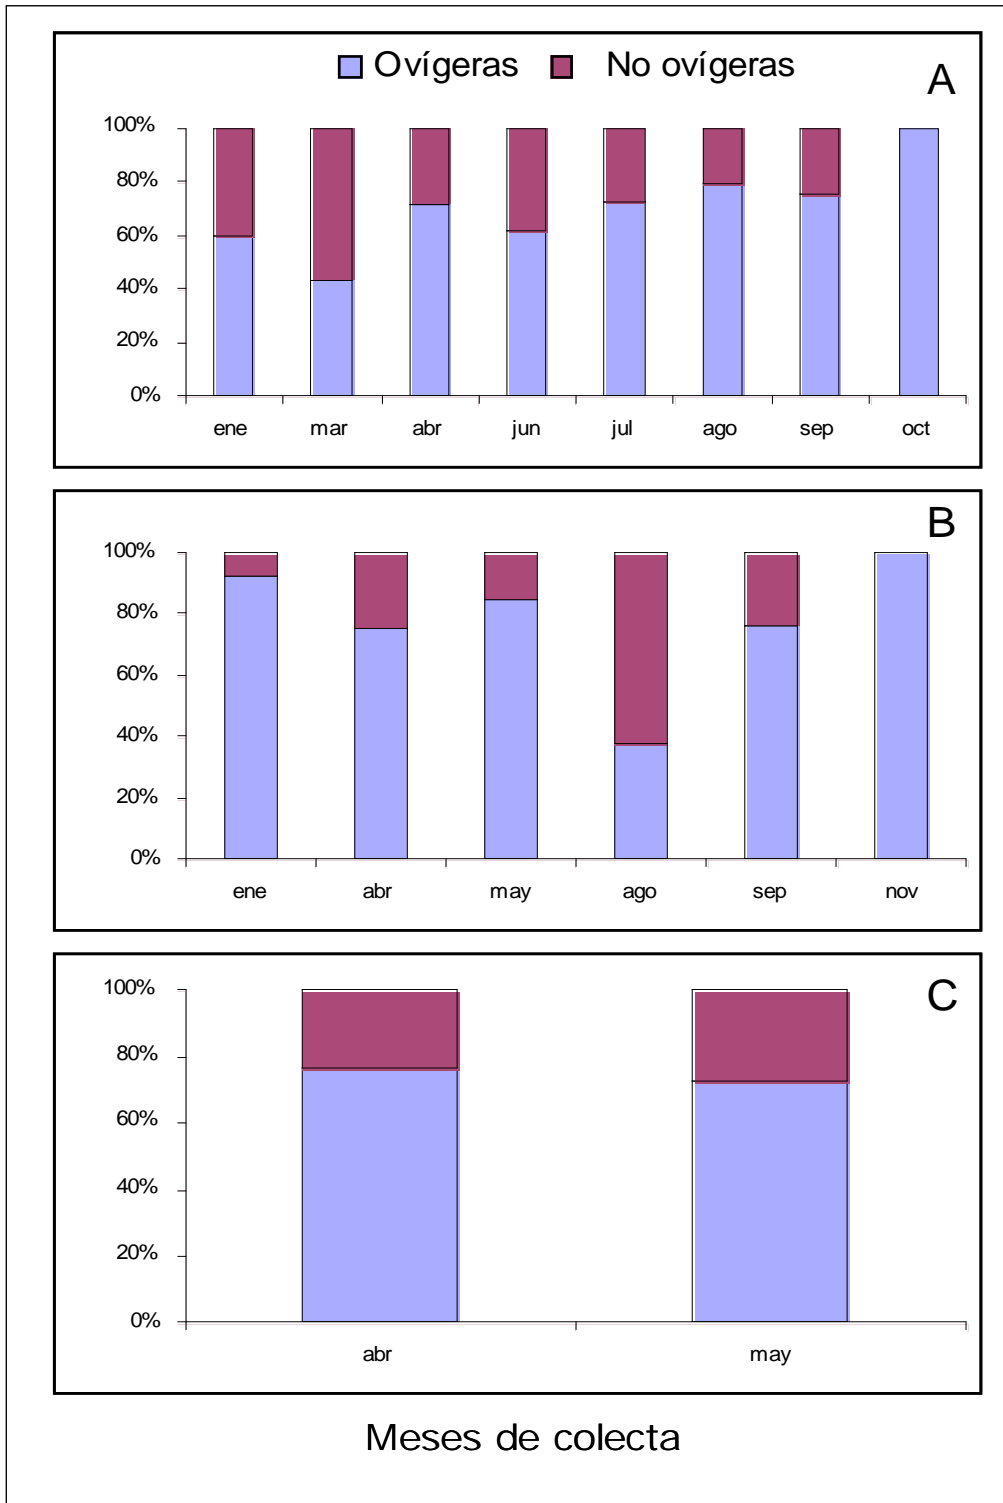 Ovígeras No ovígeras
A
100%
80%
60%
40%
20%
0%
ene mar abr jun jul ago sep oct
B
100%
80%
60%
40%
20%
0%
ene abr may ago sep nov
C
100%
80%
60%
40%
20%
0%
abr may
Meses de colecta